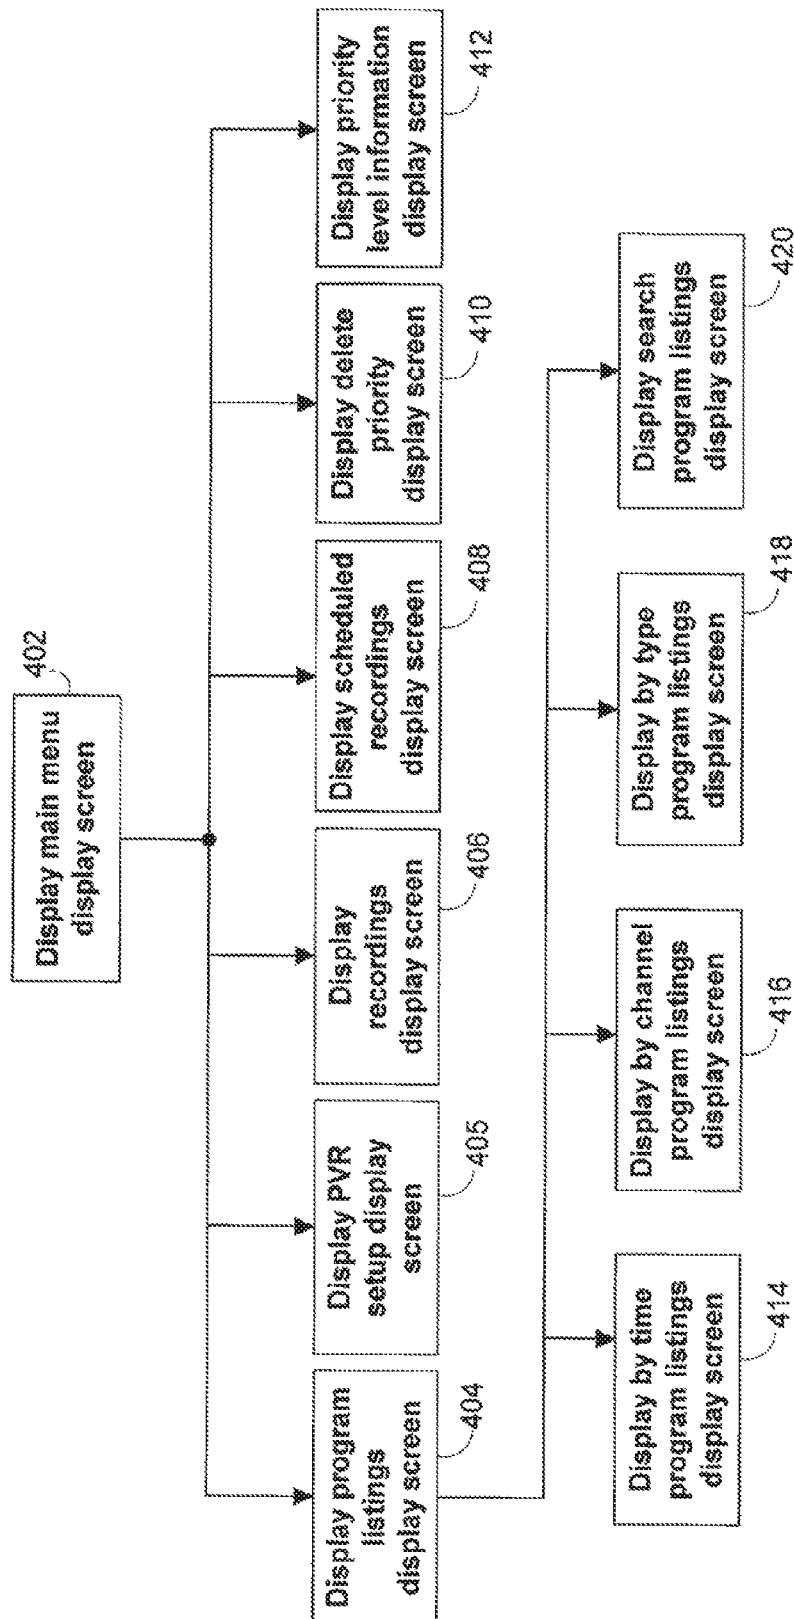 Display main menu
display screen
402
Display program
listings
display screen
404
Display PVR
setup display
screen
405
Display
recordings
display screen
406
Display scheduled
recordings
display screen
408
Display delete
priority
display screen
410
Display priority
level information
display screen
412
Display by time
program listings
display screen
414
Display by channel
program listings
display screen
416
Display by type
program listings
display screen
418
Display search
program listings
display screen
420